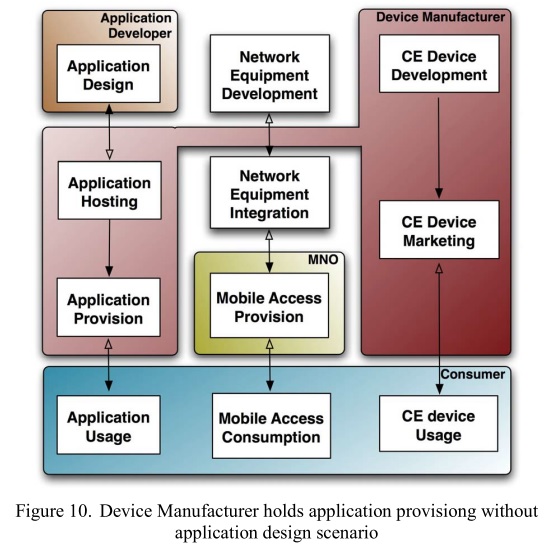 Application
Developer
Application
Design
Network
Equipment
Development
Device Manufacturer
CE Device
Development
Application
Hosting
Network
Equipment
Integration
CE Device
Marketing
MNO
Application
Provision
Mobile Access
Provision
Consumer
Application
Usage
Mobile Access
Consumption
CE device
Usage
Figure 10. Device Manufacturer holds application provisiong without
application design scenario